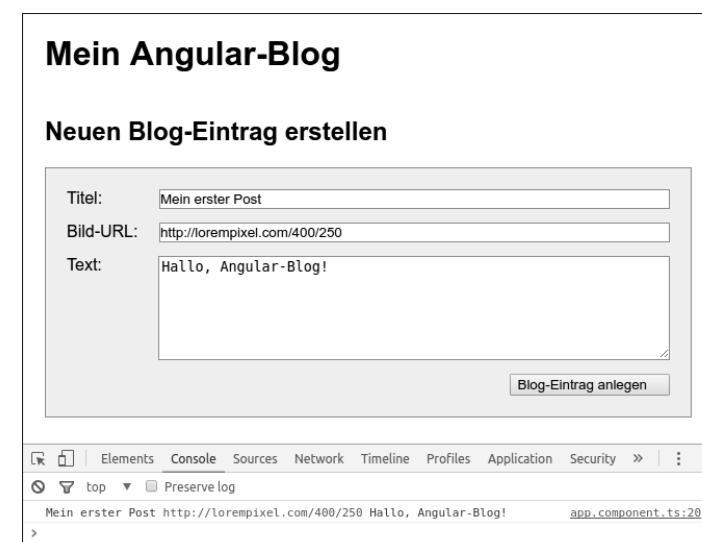 Mein Angular-Blog
Neuen Blog-Eintrag erstellen
Titel: Mein erster Post
Bild-URL: http://lorempixel.com/400/250
Text: Hallo, Angular-Blog!
Blog-Eintrag anlegen
Elements Console Sources Network Timeline Profiles Application Security »
top ▼ Preserve log
Mein erster Post http://lorempixel.com/400/250 Hallo, Angular-Blog! app.component.ts:20
>